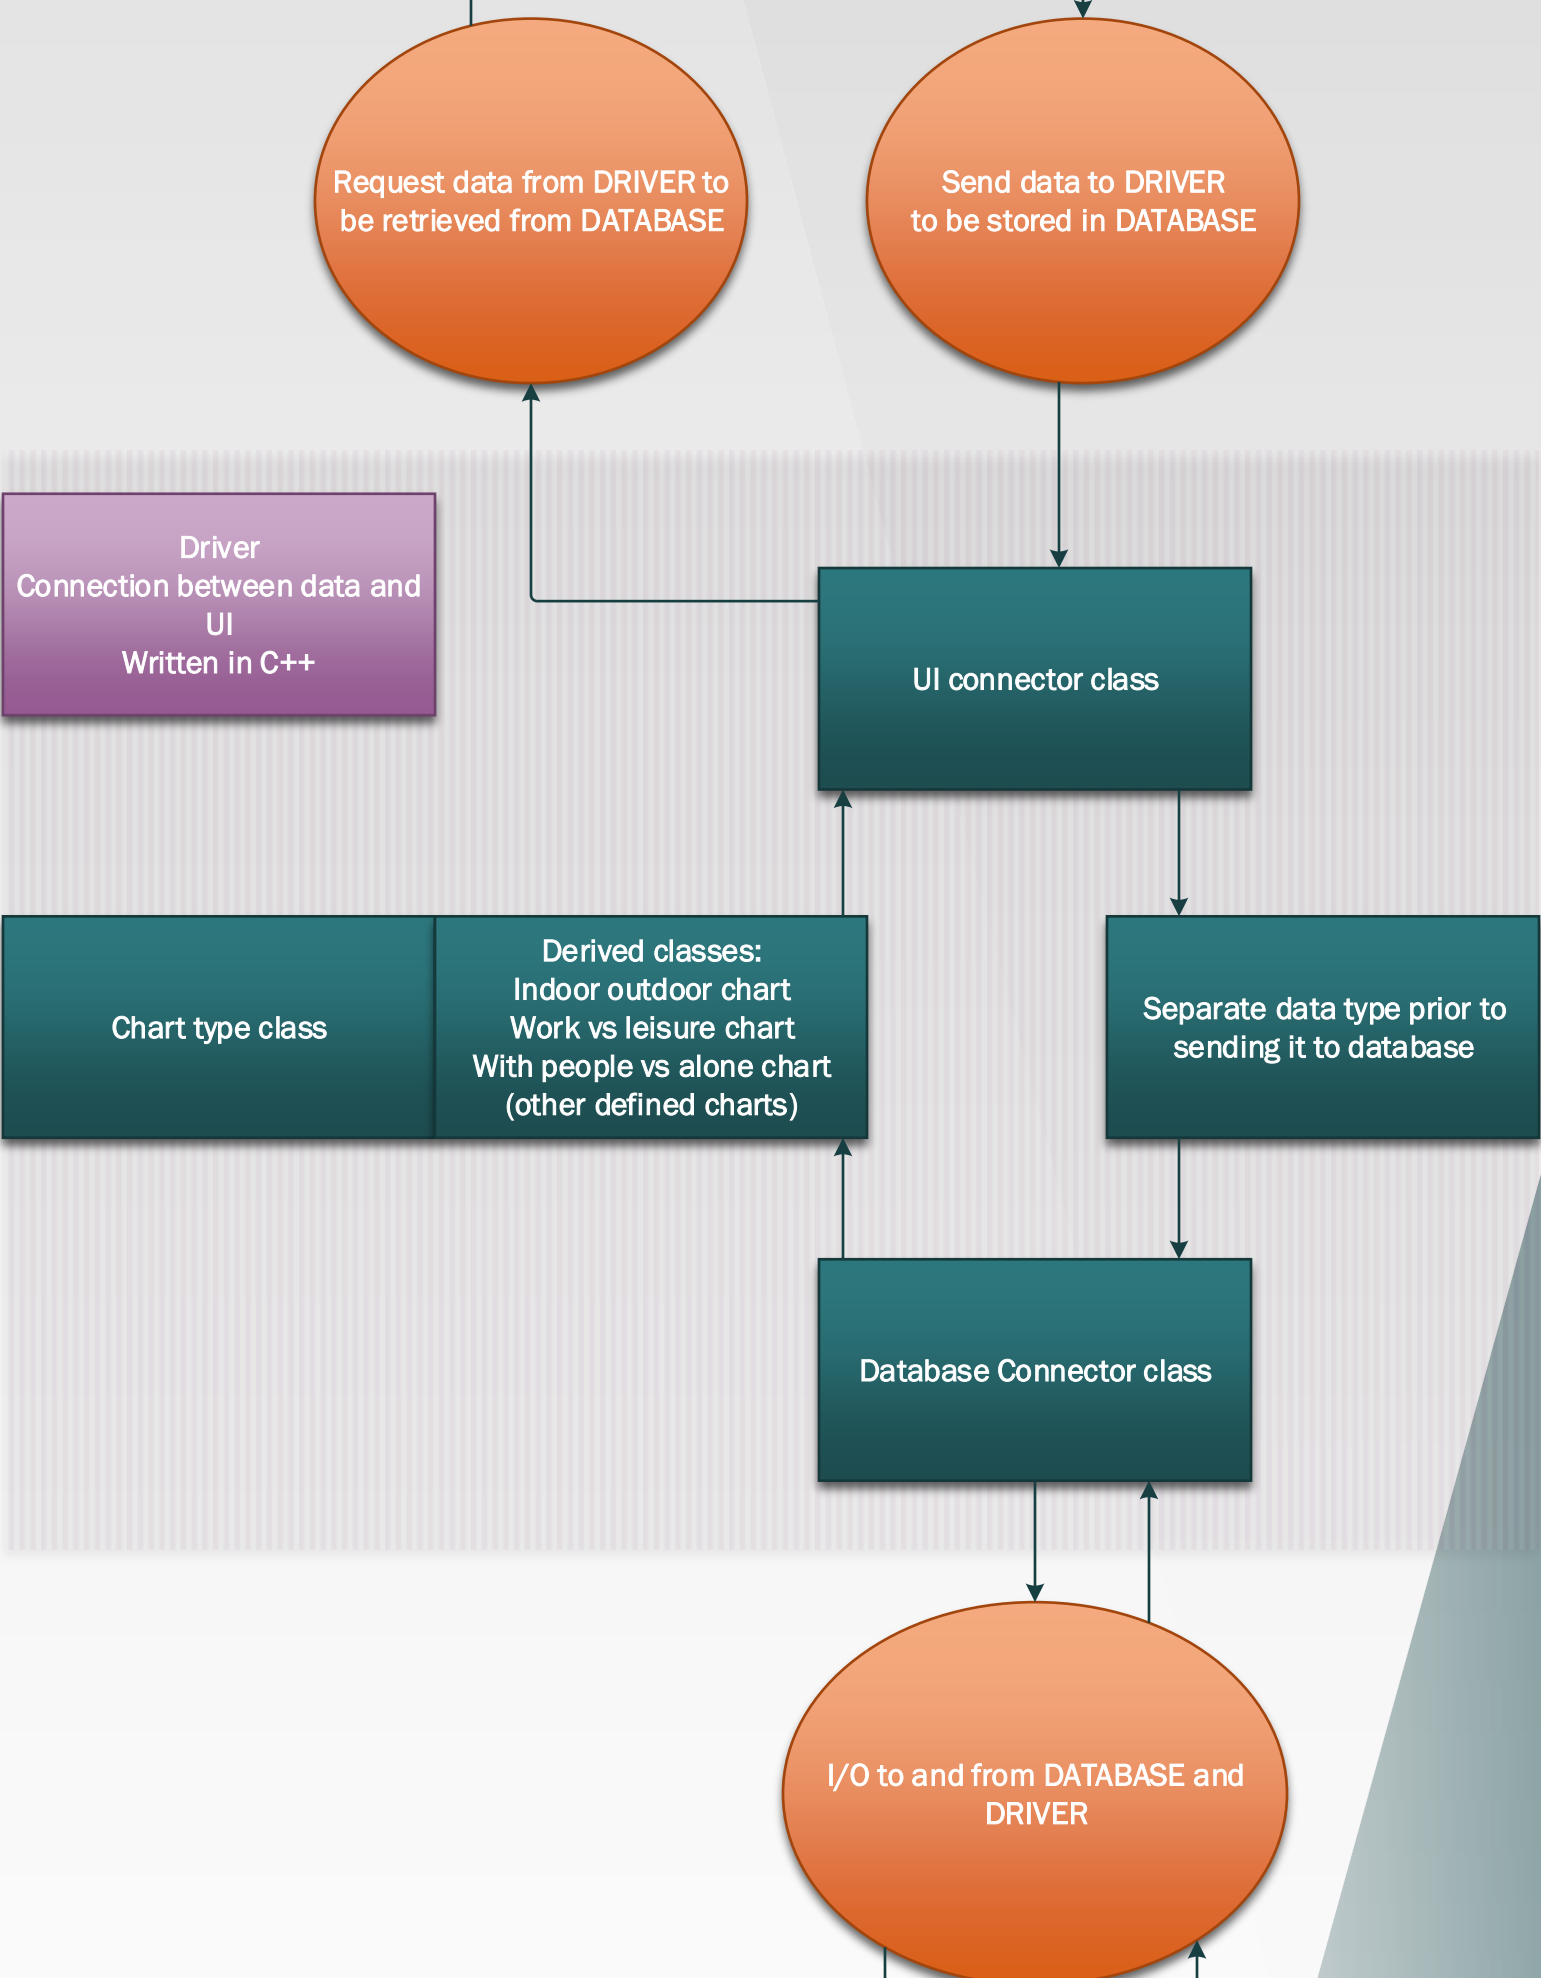 Request data from DRIVER to
be retrieved from DATABASE
Send data to DRIVER
to be stored in DATABASE
Driver
Connection between data and
UI
Written in C++
UI connector class
Chart type class
Derived classes:
Indoor outdoor chart
Work vs leisure chart
With people vs alone chart
(other defined charts)
Separate data type prior to
sending it to database
Database Connector class
I/O to and from DATABASE and
DRIVER